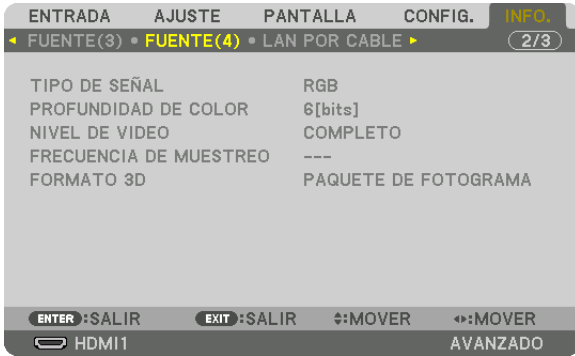 ENTRADA AJUSTE PANTALLA CONFIG. INFO.
◂ FUENTE(3) • FUENTE(4) • LAN POR CABLE ▸ 2/3
TIPO DE SEÑAL RGB
PROFUNDIDAD DE COLOR 6[bits]
NIVEL DE VIDEO COMPLETO
FRECUENCIA DE MUESTREO ---
FORMATO 3D PAQUETE DE FOTOGRAMA
ENTER :SALIR EXIT :SALIR ♦:MOVER ◂▸:MOVER
HDMI1 AVANZADO